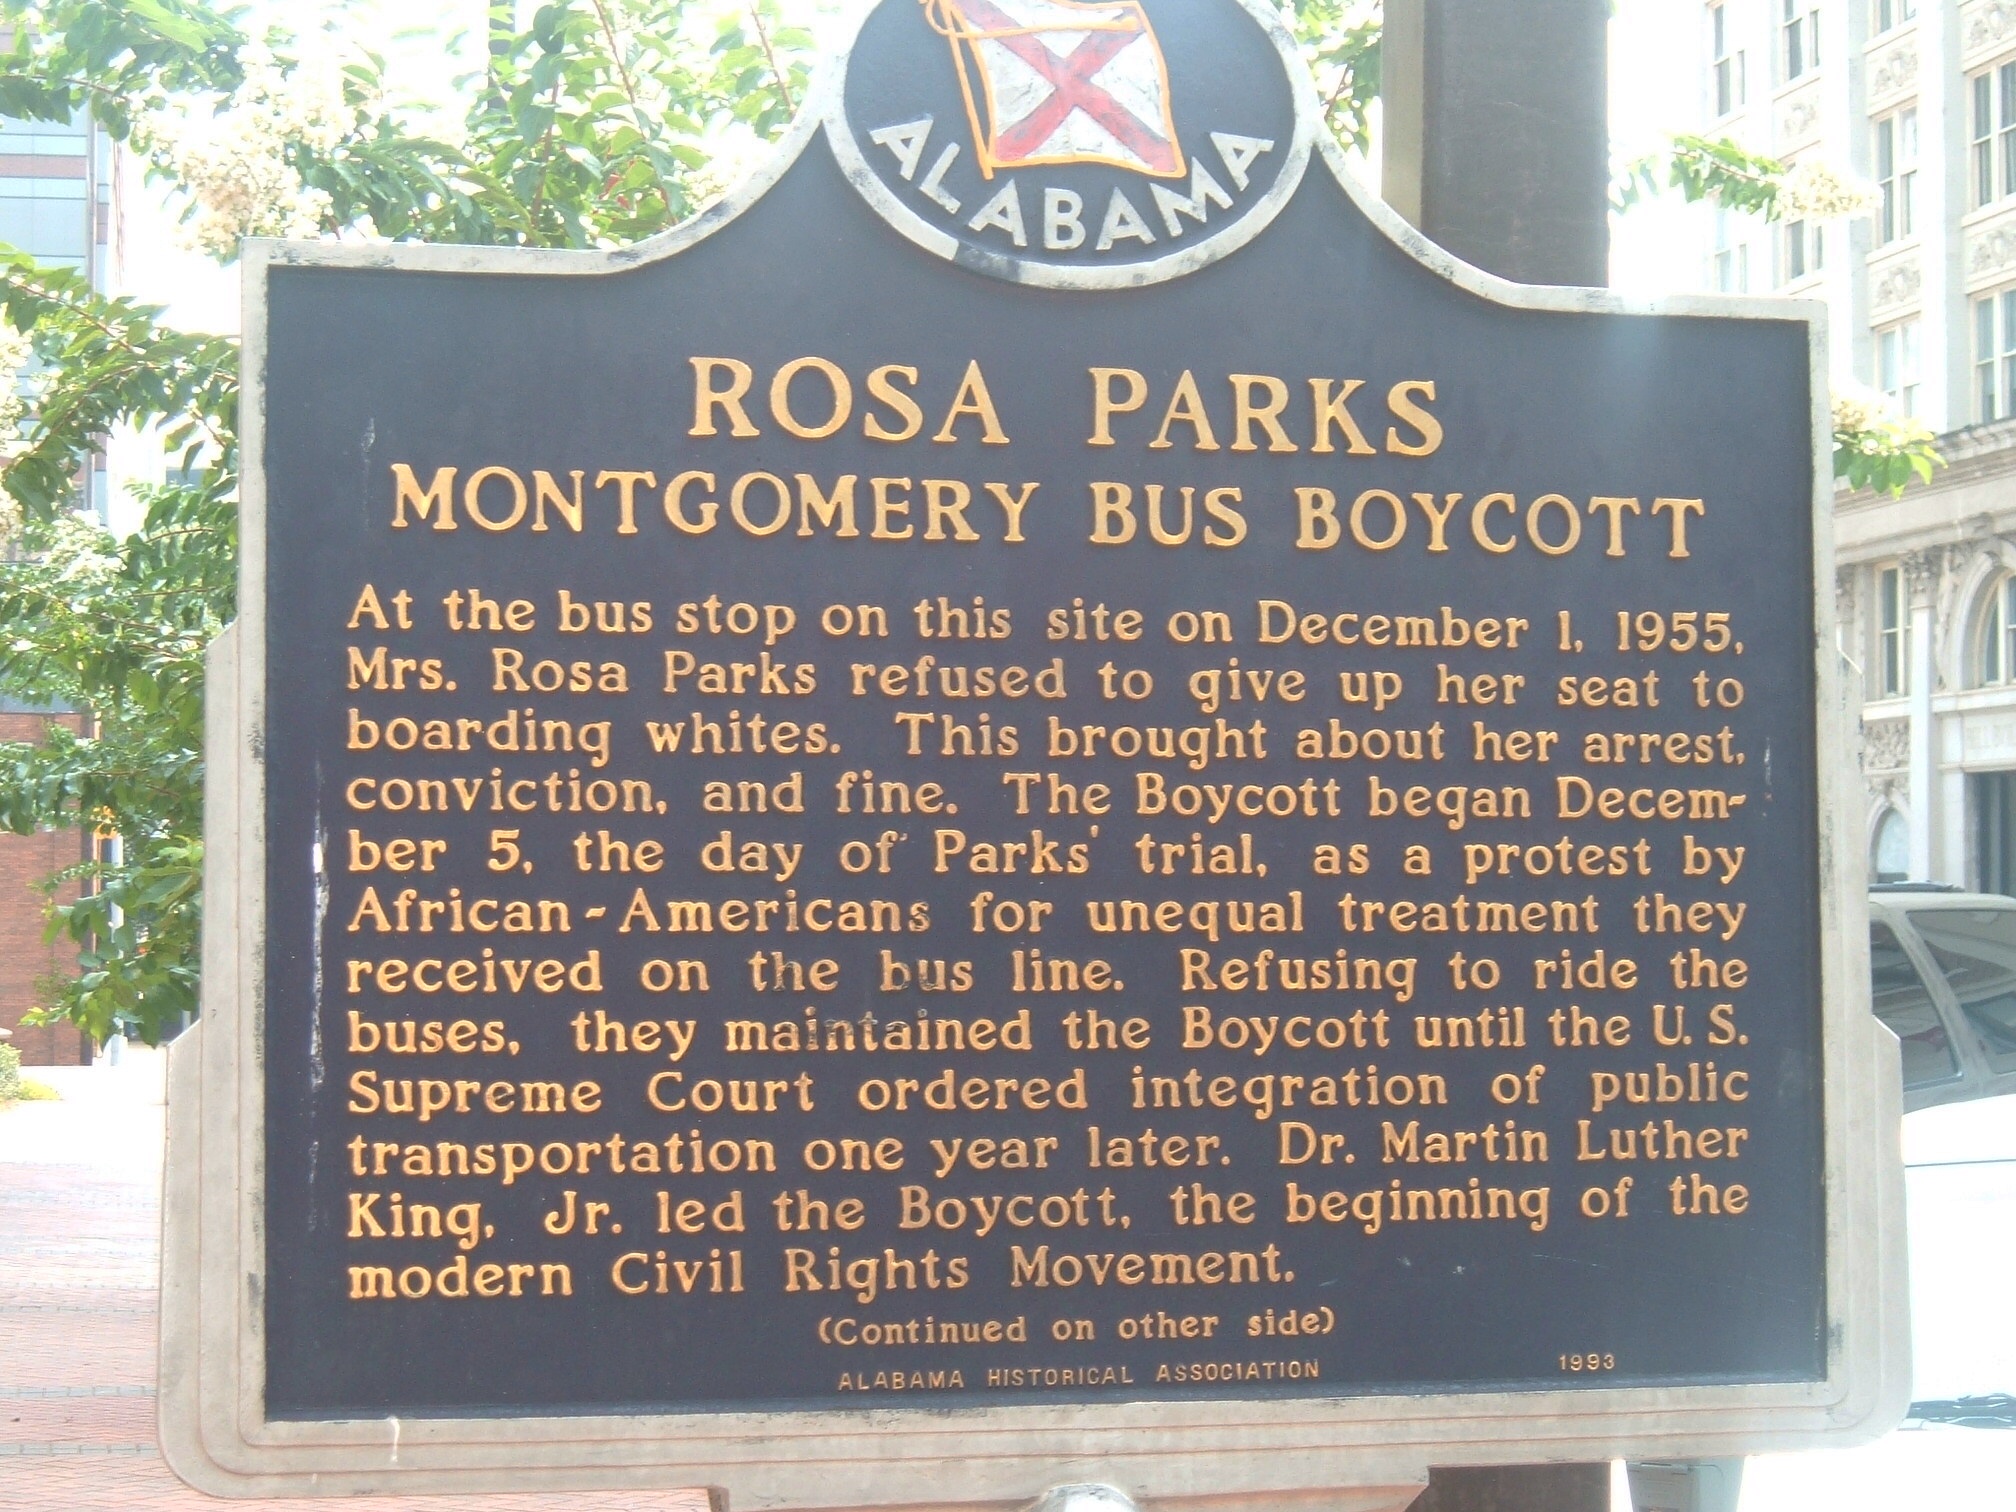 ALABAMA
ROSA PARKS
MONTGOMERY BUS BOYCOTT
At the bus stop on this site on December 1, 1955,
Mrs. Rosa Parks refused to give up her seat to
boarding whites. This brought about her arrest,
conviction, and fine. The Boycott began Decem-
ber 5, the day of Parks' trial, as a protest by
African-Americans for unequal treatment they
received on the bus line. Refusing to ride the
buses, they maintained the Boycott until the U.S.
Supreme Court ordered integration of public
transportation one year later. Dr. Martin Luther
King, Jr. led the Boycott, the beginning of the
modern Civil Rights Movement.
(Continued on other side)
ALABAMA HISTORICAL ASSOCIATION 1993